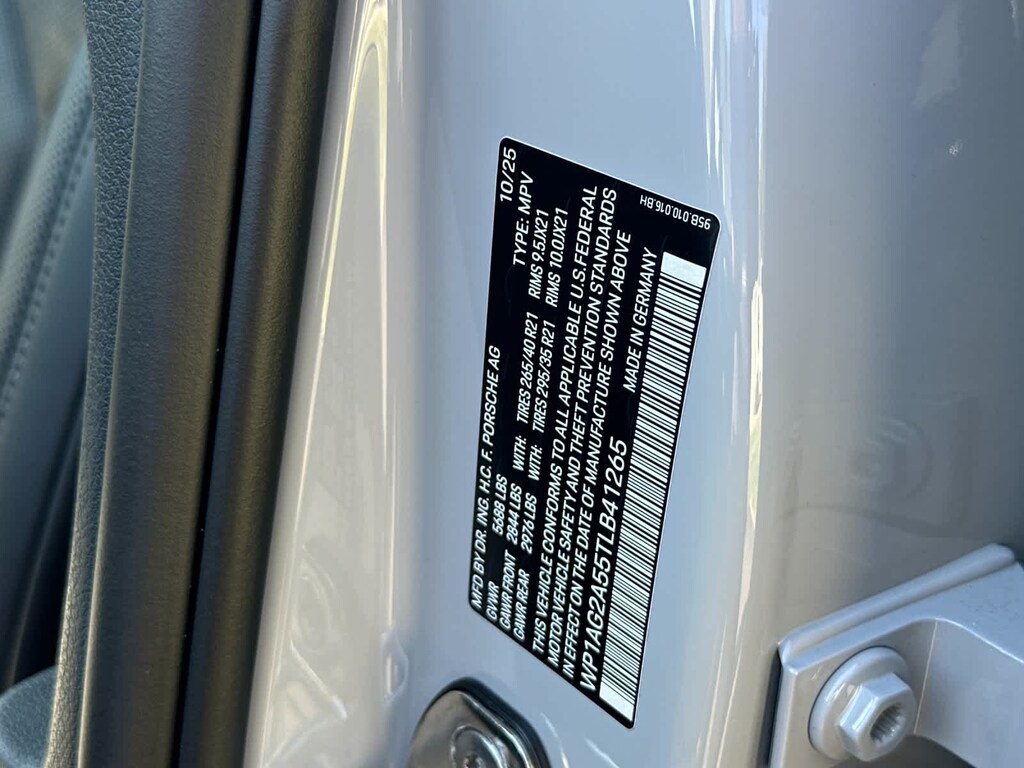 MFD BY DR. ING. H.C. F. PORSCHE AG 10/25
GVWR 5688 LBS TYPE: MPV
GAWR FRONT 2844 LBS WITH: TIRES 265/40 R21 RIMS 9.5JX21
GAWR REAR 2976 LBS WITH: TIRES 295/35 R21 RIMS 10.0JX21
THIS VEHICLE CONFORMS TO ALL APPLICABLE U.S. FEDERAL
MOTOR VEHICLE SAFETY AND THEFT PREVENTION STANDARDS
IN EFFECT ON THE DATE OF MANUFACTURE SHOWN ABOVE
WP1AG2A55TLB41265 MADE IN GERMANY
95B.010.016.BH